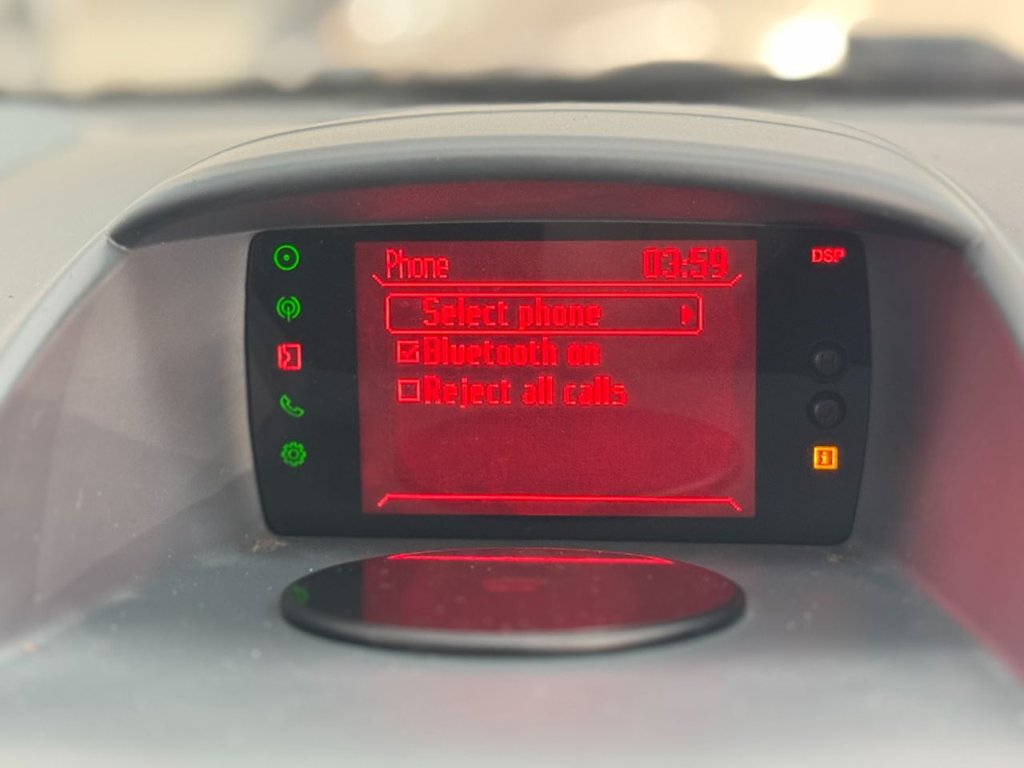 Phone 03:59
DSP
Select phone
Bluetooth on
Reject all calls